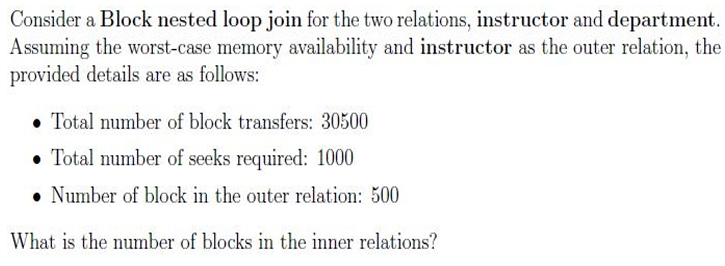 Consider a Block nested loop join for the two relations, instructor and department.
Assuming the worst-case memory availability and instructor as the outer relation, the
provided details are as follows:
• Total number of block transfers: 30500
• Total number of seeks required: 1000
• Number of block in the outer relation: 500
What is the number of blocks in the inner relations?